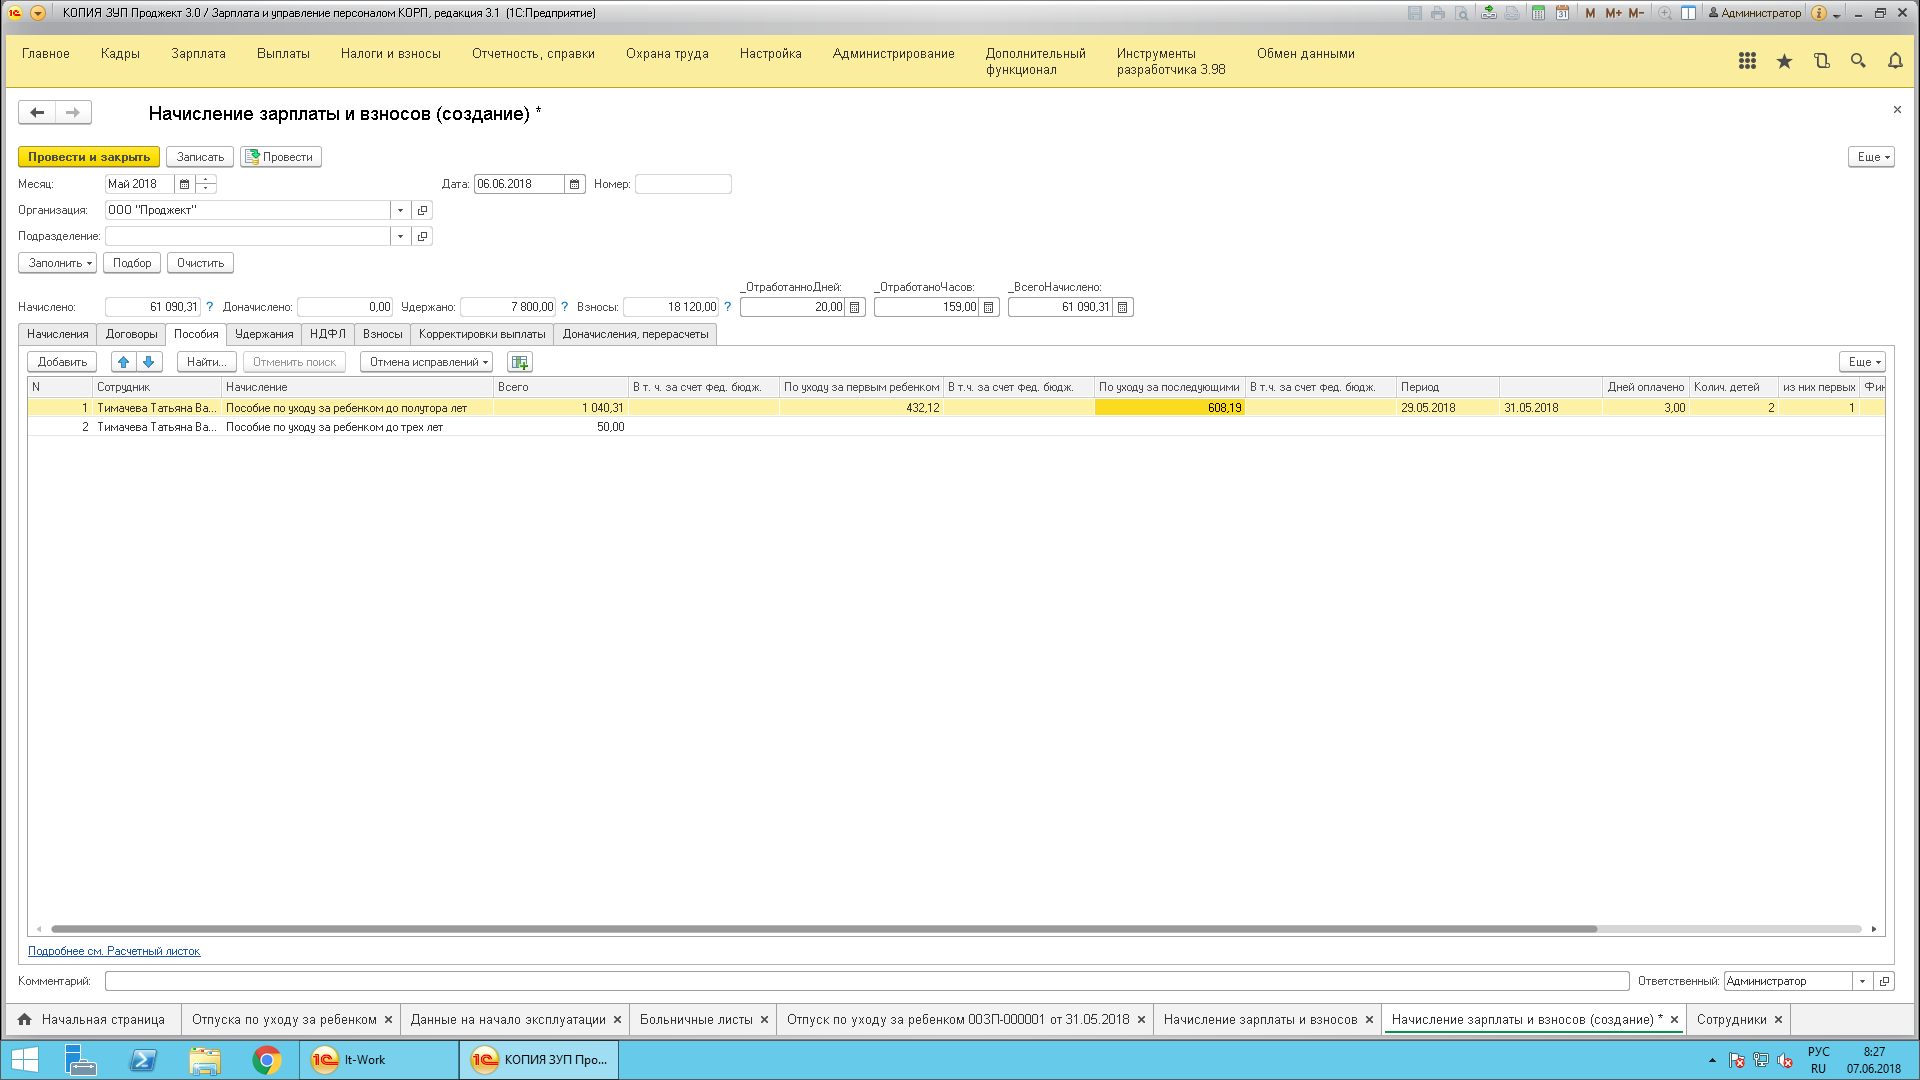 КОПИЯ ЗУП Проджект 3.0 / Зарплата и управление персоналом КОРП, редакция 3.1 (1С:Предприятие)
M M+ M- Администратор
Главное Кадры Зарплата Выплаты Налоги и взносы Отчетность, справки Охрана труда Настройка Администрирование Дополнительный функционал Инструменты разработчика 3.98 Обмен данными
Начисление зарплаты и взносов (создание) *
Провести и закрыть Записать Провести Еще
Месяц: Май 2018 Дата: 06.06.2018 Номер:
Организация: ООО "Проджект"
Подразделение:
Заполнить Подбор Очистить
_ОтработанноДней: _ОтработаноЧасов: _ВсегоНачислено:
Начислено: 61 090,31 ? Доначислено: 0,00 Удержано: 7 800,00 ? Взносы: 18 120,00 ? 20,00 159,00 61 090,31
Начисления Договоры Пособия Удержания НДФЛ Взносы Корректировки выплаты Доначисления, перерасчеты
Добавить Найти... Отменить поиск Отмена исправлений Еще
N Сотрудник Начисление Всего В т. ч. за счет фед. бюдж. По уходу за первым ребенком В т.ч. за счет фед. бюдж. По уходу за последующими В т.ч. за счет фед. бюдж. Период Дней оплачено Колич. детей из них первых Фин
1 Тимачева Татьяна Ва... Пособие по уходу за ребенком до полутора лет 1 040,31 432,12 608,19 29.05.2018 31.05.2018 3,00 2 1
2 Тимачева Татьяна Ва... Пособие по уходу за ребенком до трех лет 50,00
Подробнее см. Расчетный листок
Комментарий: Ответственный: Администратор
Начальная страница Отпуска по уходу за ребенком Данные на начало эксплуатации Больничные листы Отпуск по уходу за ребенком 00ЗП-000001 от 31.05.2018 Начисление зарплаты и взносов Начисление зарплаты и взносов (создание) * Сотрудники
It-Work КОПИЯ ЗУП Про... РУС 8:27
RU 07.06.2018